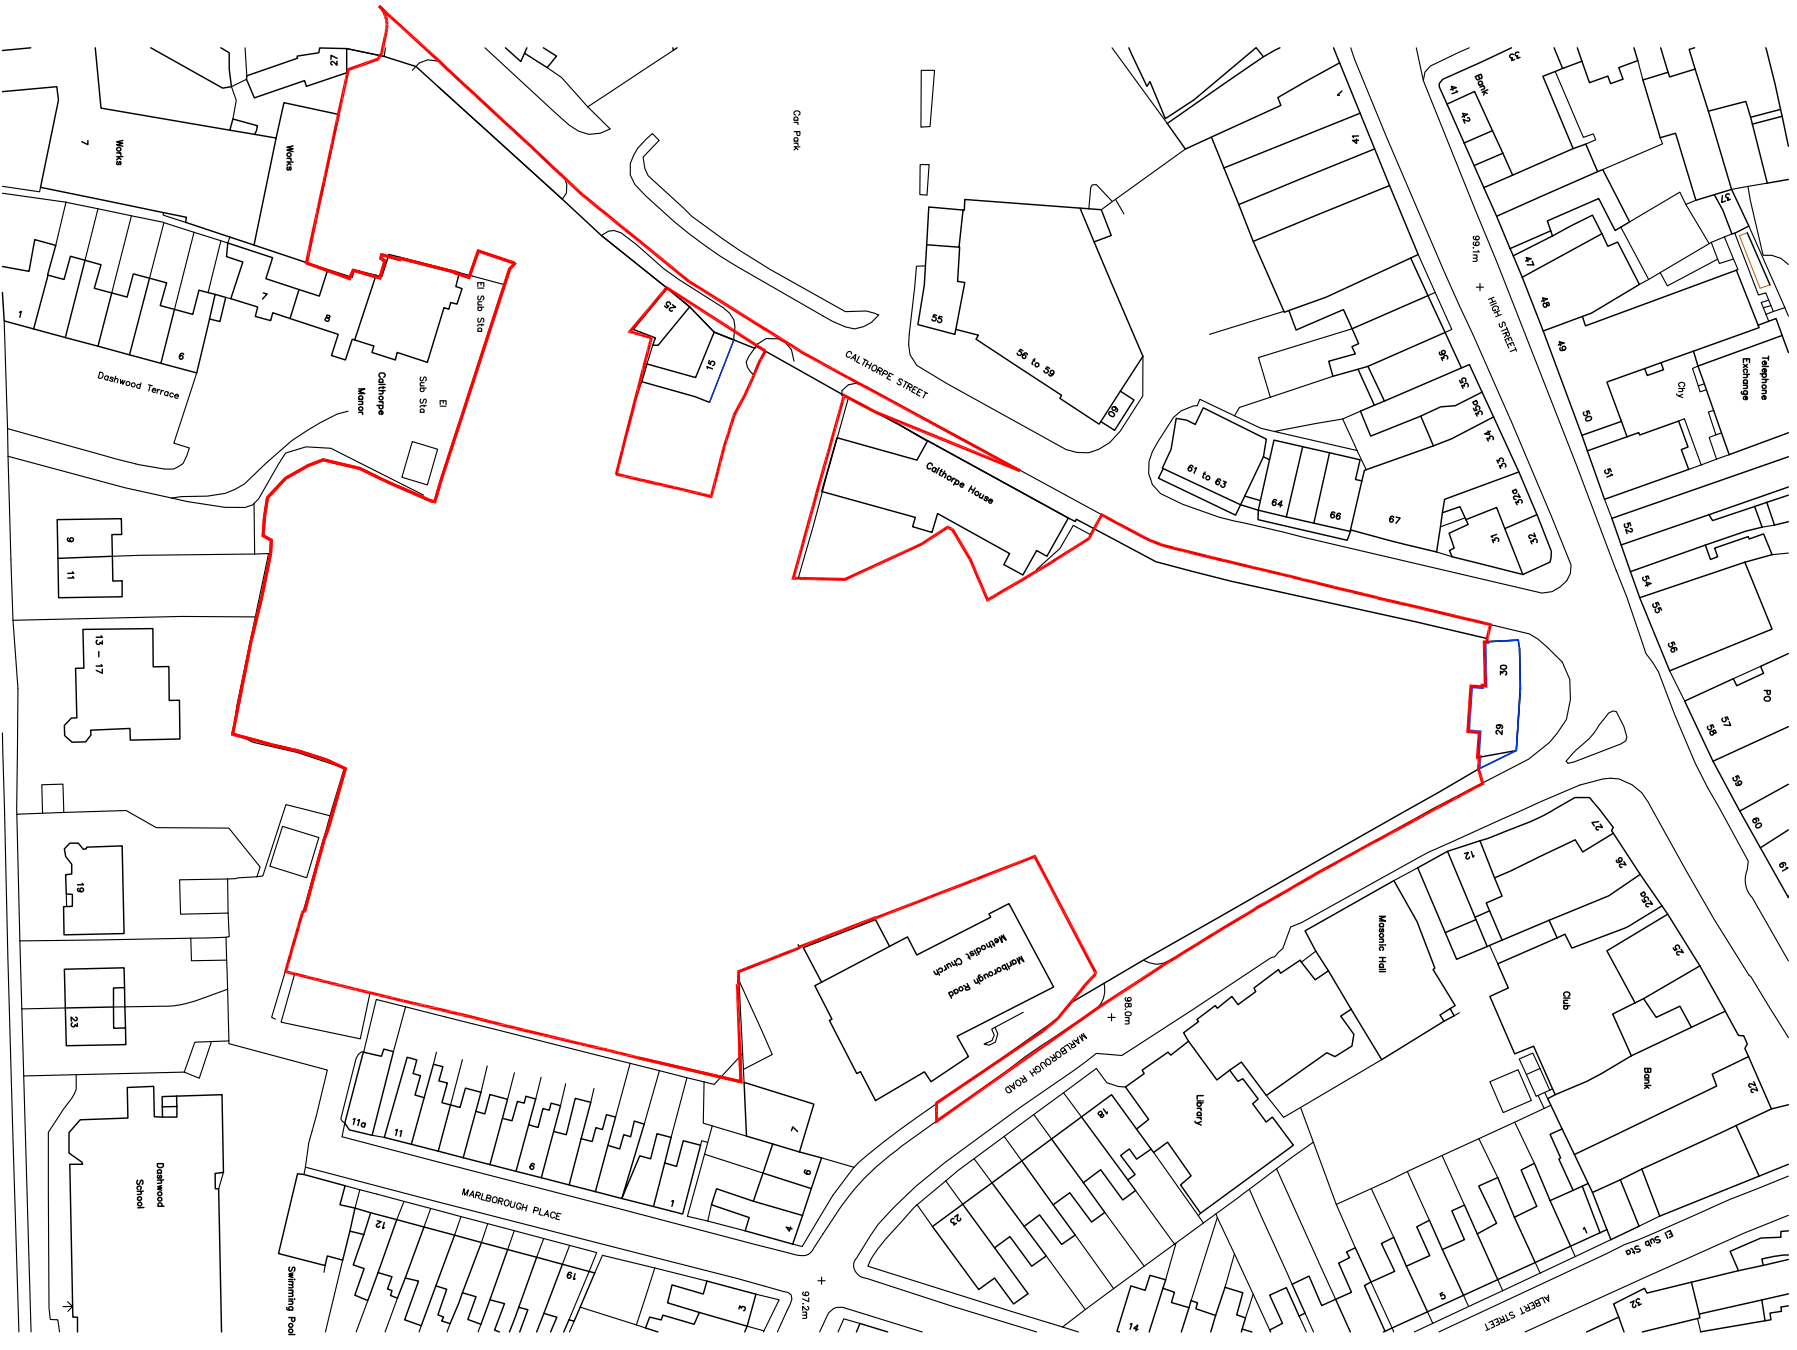 27
Works
7
Works
Car Park
1
41
33
Bank
41
42
37
99.1m
HIGH STREET
47
48
49
50
51
52
54
55
56
57
58
59
60
61
PO
Chy
Telephone
Exchange
55
56 to 59
60
CALTHORPE STREET
36
35
35a
34
33
32a
32
31
61 to 63
64
66
67
El Sub Sta
El
Sub Sta
Calthorpe
Manor
7
8
1
6
Dashwood Terrace
25
15
Calthorpe House
9
11
13 - 17
19
23
30
29
27
26
25a
25
12
Masonic Hall
Club
Bank
22
Marlborough Road
Methodist Church
98.0m
MARLBOROUGH ROAD
Library
18
23
11a
11
6
1
7
6
4
MARLBOROUGH PLACE
Dashwood
School
Swimming Pool
12
19
3
97.2m
14
5
1
El Sub Sta
ALBERT STREET
32